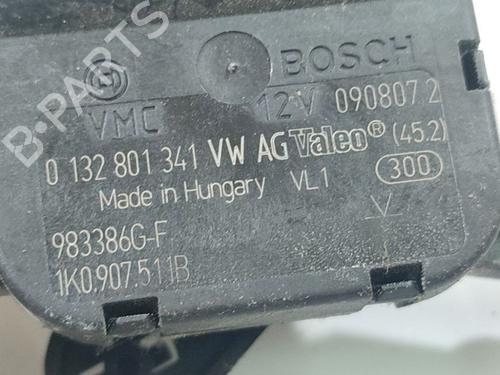 BOSCH
VMC 12V 090807.2
0 132 801 341 VW AG Valeo® (45.2)
Made in Hungary VL1 300
983386G-F
1K0.907.511B
B-PARTS